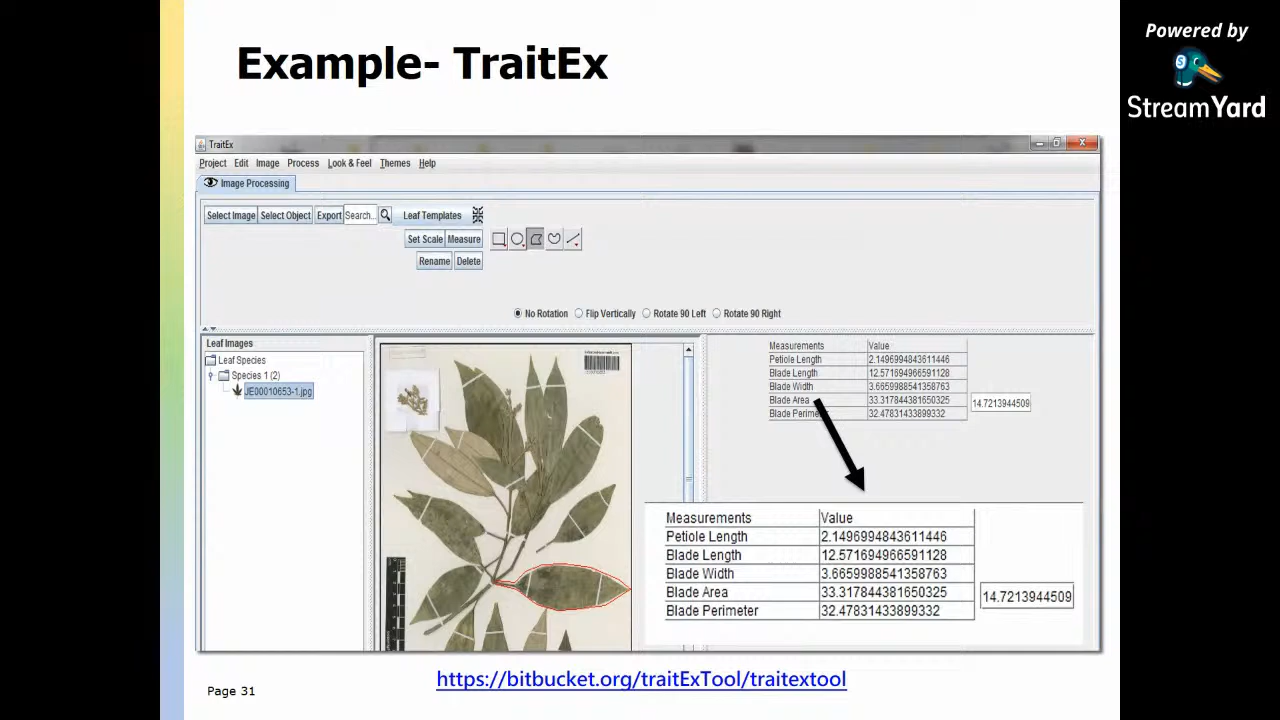 Example- TraitEx
Powered by
StreamYard
TraitEx
Project Edit Image Process Look & Feel Themes Help
Image Processing
Select Image Select Object Export Search... Leaf Templates
Set Scale Measure
Rename Delete
No Rotation Flip Vertically Rotate 90 Left Rotate 90 Right
Leaf Images
Leaf Species
Species 1 (2)
JE00010653-1.jpg
Measurements Value
Petiole Length 2.1496994843611446
Blade Length 12.571694966591128
Blade Width 3.6659988541358763
Blade Area 33.317844381650325 14.7213944509
Blade Perimeter 32.47831433899332
Measurements Value
Petiole Length 2.1496994843611446
Blade Length 12.571694966591128
Blade Width 3.6659988541358763
Blade Area 33.317844381650325 14.7213944509
Blade Perimeter 32.47831433899332
https://bitbucket.org/traitExTool/traitextool
Page 31